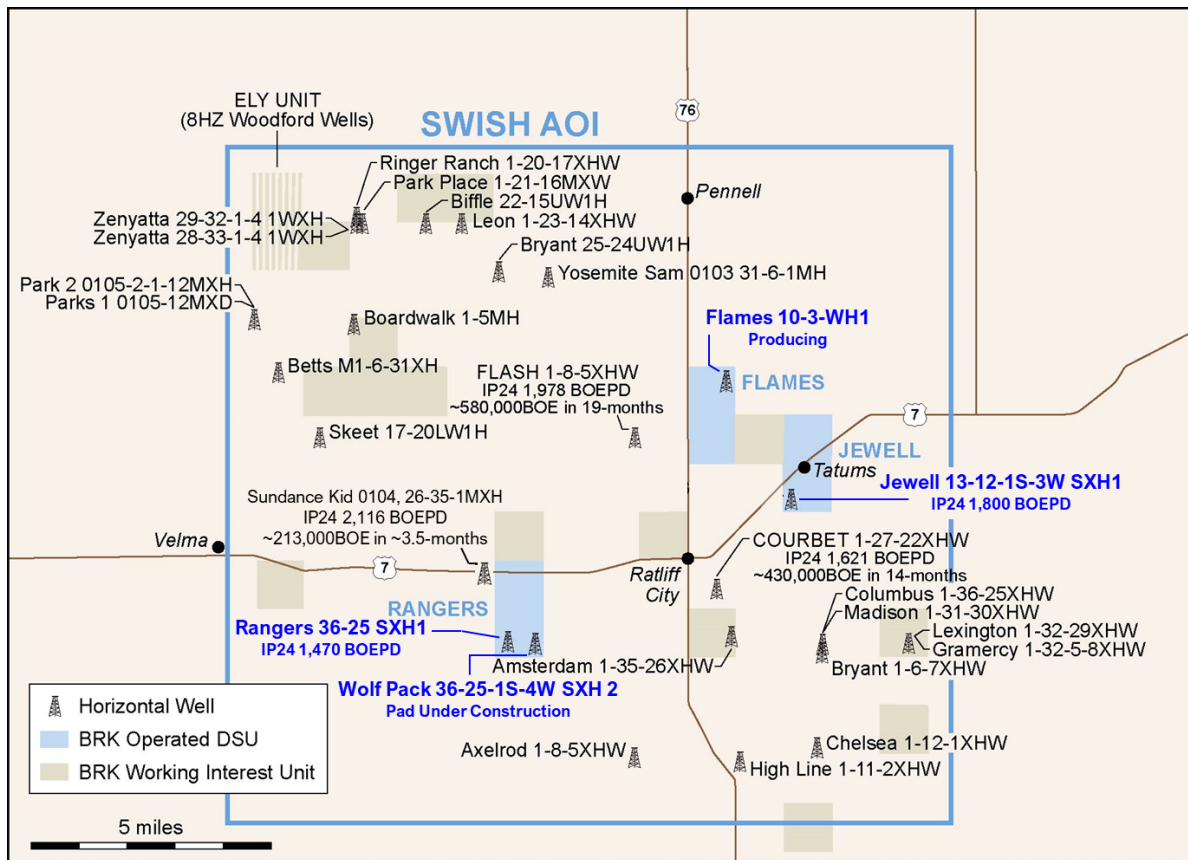 ELY UNIT
(8HZ Woodford Wells)
SWISH AOI
76
Ringer Ranch 1-20-17XHW
Park Place 1-21-16MXW
Biffle 22-15UW1H
Leon 1-23-14XHW
Zenyatta 29-32-1-4 1WXH
Zenyatta 28-33-1-4 1WXH
Pennell
Bryant 25-24UW1H
Yosemite Sam 0103 31-6-1MH
Park 2 0105-2-1-12MXH
Parks 1 0105-12MXD
Boardwalk 1-5MH
Flames 10-3-WH1
Producing
Betts M1-6-31XH
FLASH 1-8-5XHW
IP24 1,978 BOEPD
~580,000BOE in 19-months
FLAMES
7
Skeet 17-20LW1H
JEWELL
Tatums
Jewell 13-12-1S-3W SXH1
IP24 1,800 BOEPD
Sundance Kid 0104, 26-35-1MXH
IP24 2,116 BOEPD
~213,000BOE in ~3.5-months
Velma
7
Ratliff
City
COURBET 1-27-22XHW
IP24 1,621 BOEPD
~430,000BOE in 14-months
Columbus 1-36-25XHW
Madison 1-31-30XHW
Lexington 1-32-29XHW
Gramercy 1-32-5-8XHW
Bryant 1-6-7XHW
RANGERS
Rangers 36-25 SXH1
IP24 1,470 BOEPD
Amsterdam 1-35-26XHW
Wolf Pack 36-25-1S-4W SXH 2
Pad Under Construction
Axelrod 1-8-5XHW
Chelsea 1-12-1XHW
High Line 1-11-2XHW
Horizontal Well
BRK Operated DSU
BRK Working Interest Unit
5 miles